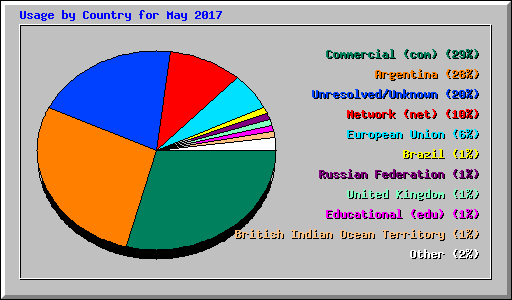 Usage by Country for May 2017
Commercial (com) (29%)
Argentina (28%)
Unresolved/Unknown (20%)
Network (net) (10%)
European Union (6%)
Brazil (1%)
Russian Federation (1%)
United Kingdom (1%)
Educational (edu) (1%)
British Indian Ocean Territory (1%)
Other (2%)